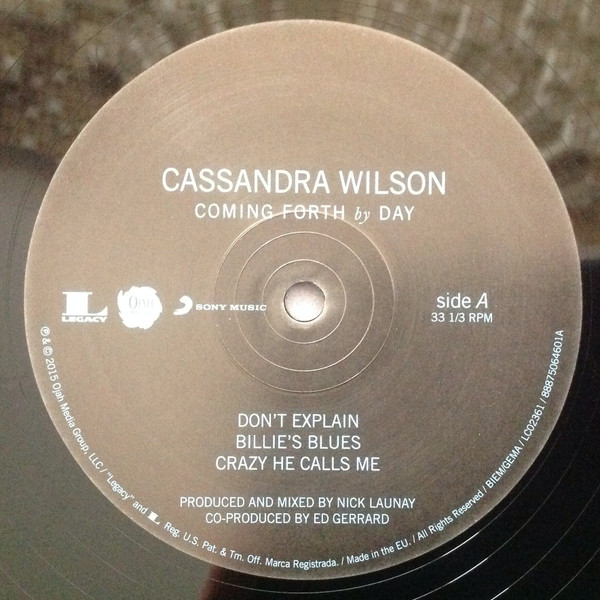 CASSANDRA WILSON
COMING FORTH by DAY
L
LEGACY
OJAH
SONY MUSIC
side A
33 1/3 RPM
DON'T EXPLAIN
BILLIE'S BLUES
CRAZY HE CALLS ME
PRODUCED AND MIXED BY NICK LAUNAY
CO-PRODUCED BY ED GERRARD
℗ & © 2015 Ojah Media Group, LLC / "Legacy" and L Reg. U.S. Pat. & Tm. Off. Marca Registrada. / Made in the EU. / All Rights Reserved / BIEM/GEMA / LC02361 / 88875064601A